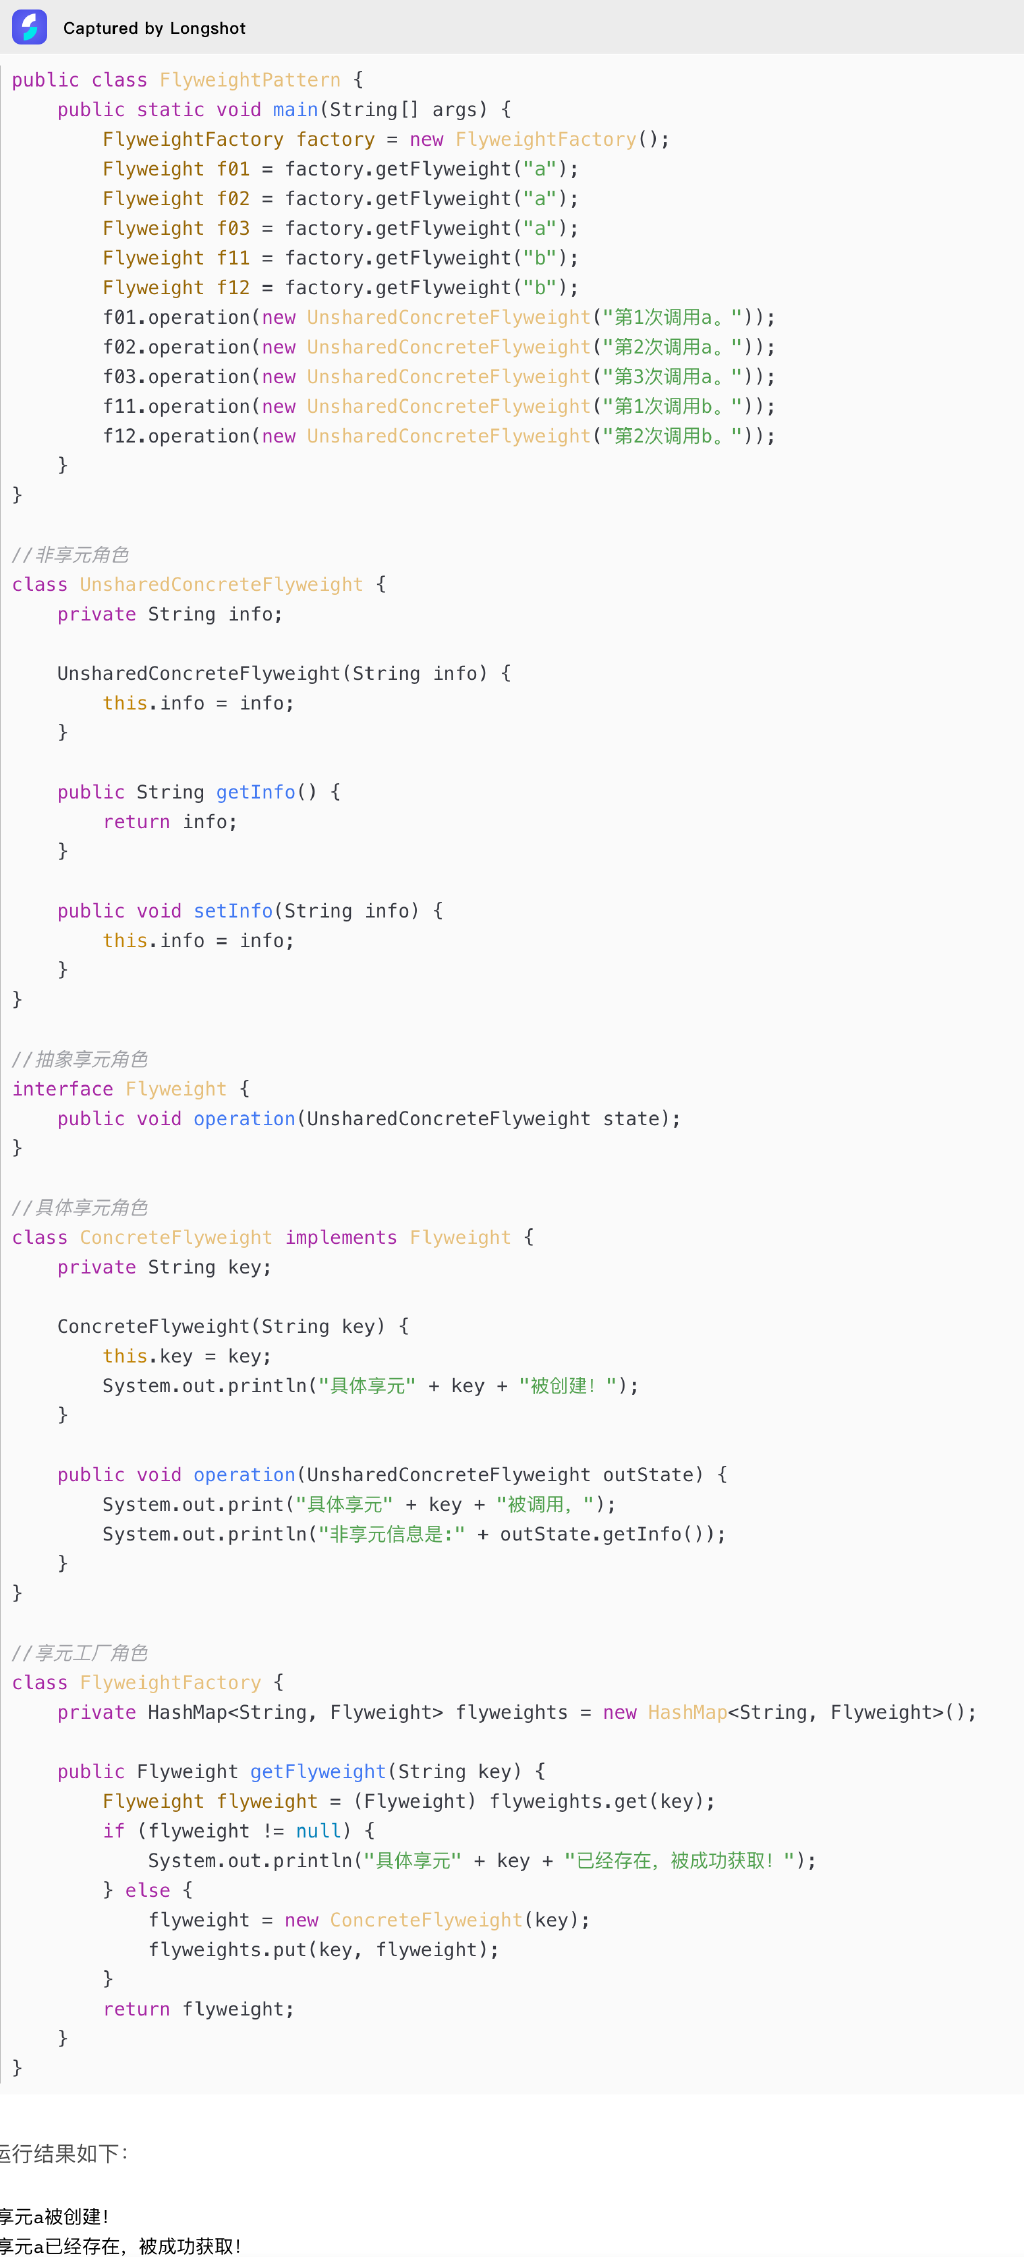 Captured by Longshot
public class FlyweightPattern {
    public static void main(String[] args) {
        FlyweightFactory factory = new FlyweightFactory();
        Flyweight f01 = factory.getFlyweight("a");
        Flyweight f02 = factory.getFlyweight("a");
        Flyweight f03 = factory.getFlyweight("a");
        Flyweight f11 = factory.getFlyweight("b");
        Flyweight f12 = factory.getFlyweight("b");
        f01.operation(new UnsharedConcreteFlyweight("第1次调用a。"));
        f02.operation(new UnsharedConcreteFlyweight("第2次调用a。"));
        f03.operation(new UnsharedConcreteFlyweight("第3次调用a。"));
        f11.operation(new UnsharedConcreteFlyweight("第1次调用b。"));
        f12.operation(new UnsharedConcreteFlyweight("第2次调用b。"));
    }
}
//非享元角色
class UnsharedConcreteFlyweight {
    private String info;
    UnsharedConcreteFlyweight(String info) {
        this.info = info;
    }
    public String getInfo() {
        return info;
    }
    public void setInfo(String info) {
        this.info = info;
    }
}
//抽象享元角色
interface Flyweight {
    public void operation(UnsharedConcreteFlyweight state);
}
//具体享元角色
class ConcreteFlyweight implements Flyweight {
    private String key;
    ConcreteFlyweight(String key) {
        this.key = key;
        System.out.println("具体享元" + key + "被创建！");
    }
    public void operation(UnsharedConcreteFlyweight outState) {
        System.out.print("具体享元" + key + "被调用，");
        System.out.println("非享元信息是:" + outState.getInfo());
    }
}
//享元工厂角色
class FlyweightFactory {
    private HashMap<String, Flyweight> flyweights = new HashMap<String, Flyweight>();
    public Flyweight getFlyweight(String key) {
        Flyweight flyweight = (Flyweight) flyweights.get(key);
        if (flyweight != null) {
            System.out.println("具体享元" + key + "已经存在，被成功获取！");
        } else {
            flyweight = new ConcreteFlyweight(key);
            flyweights.put(key, flyweight);
        }
        return flyweight;
    }
}
运行结果如下：
享元a被创建！
享元a已经存在，被成功获取！